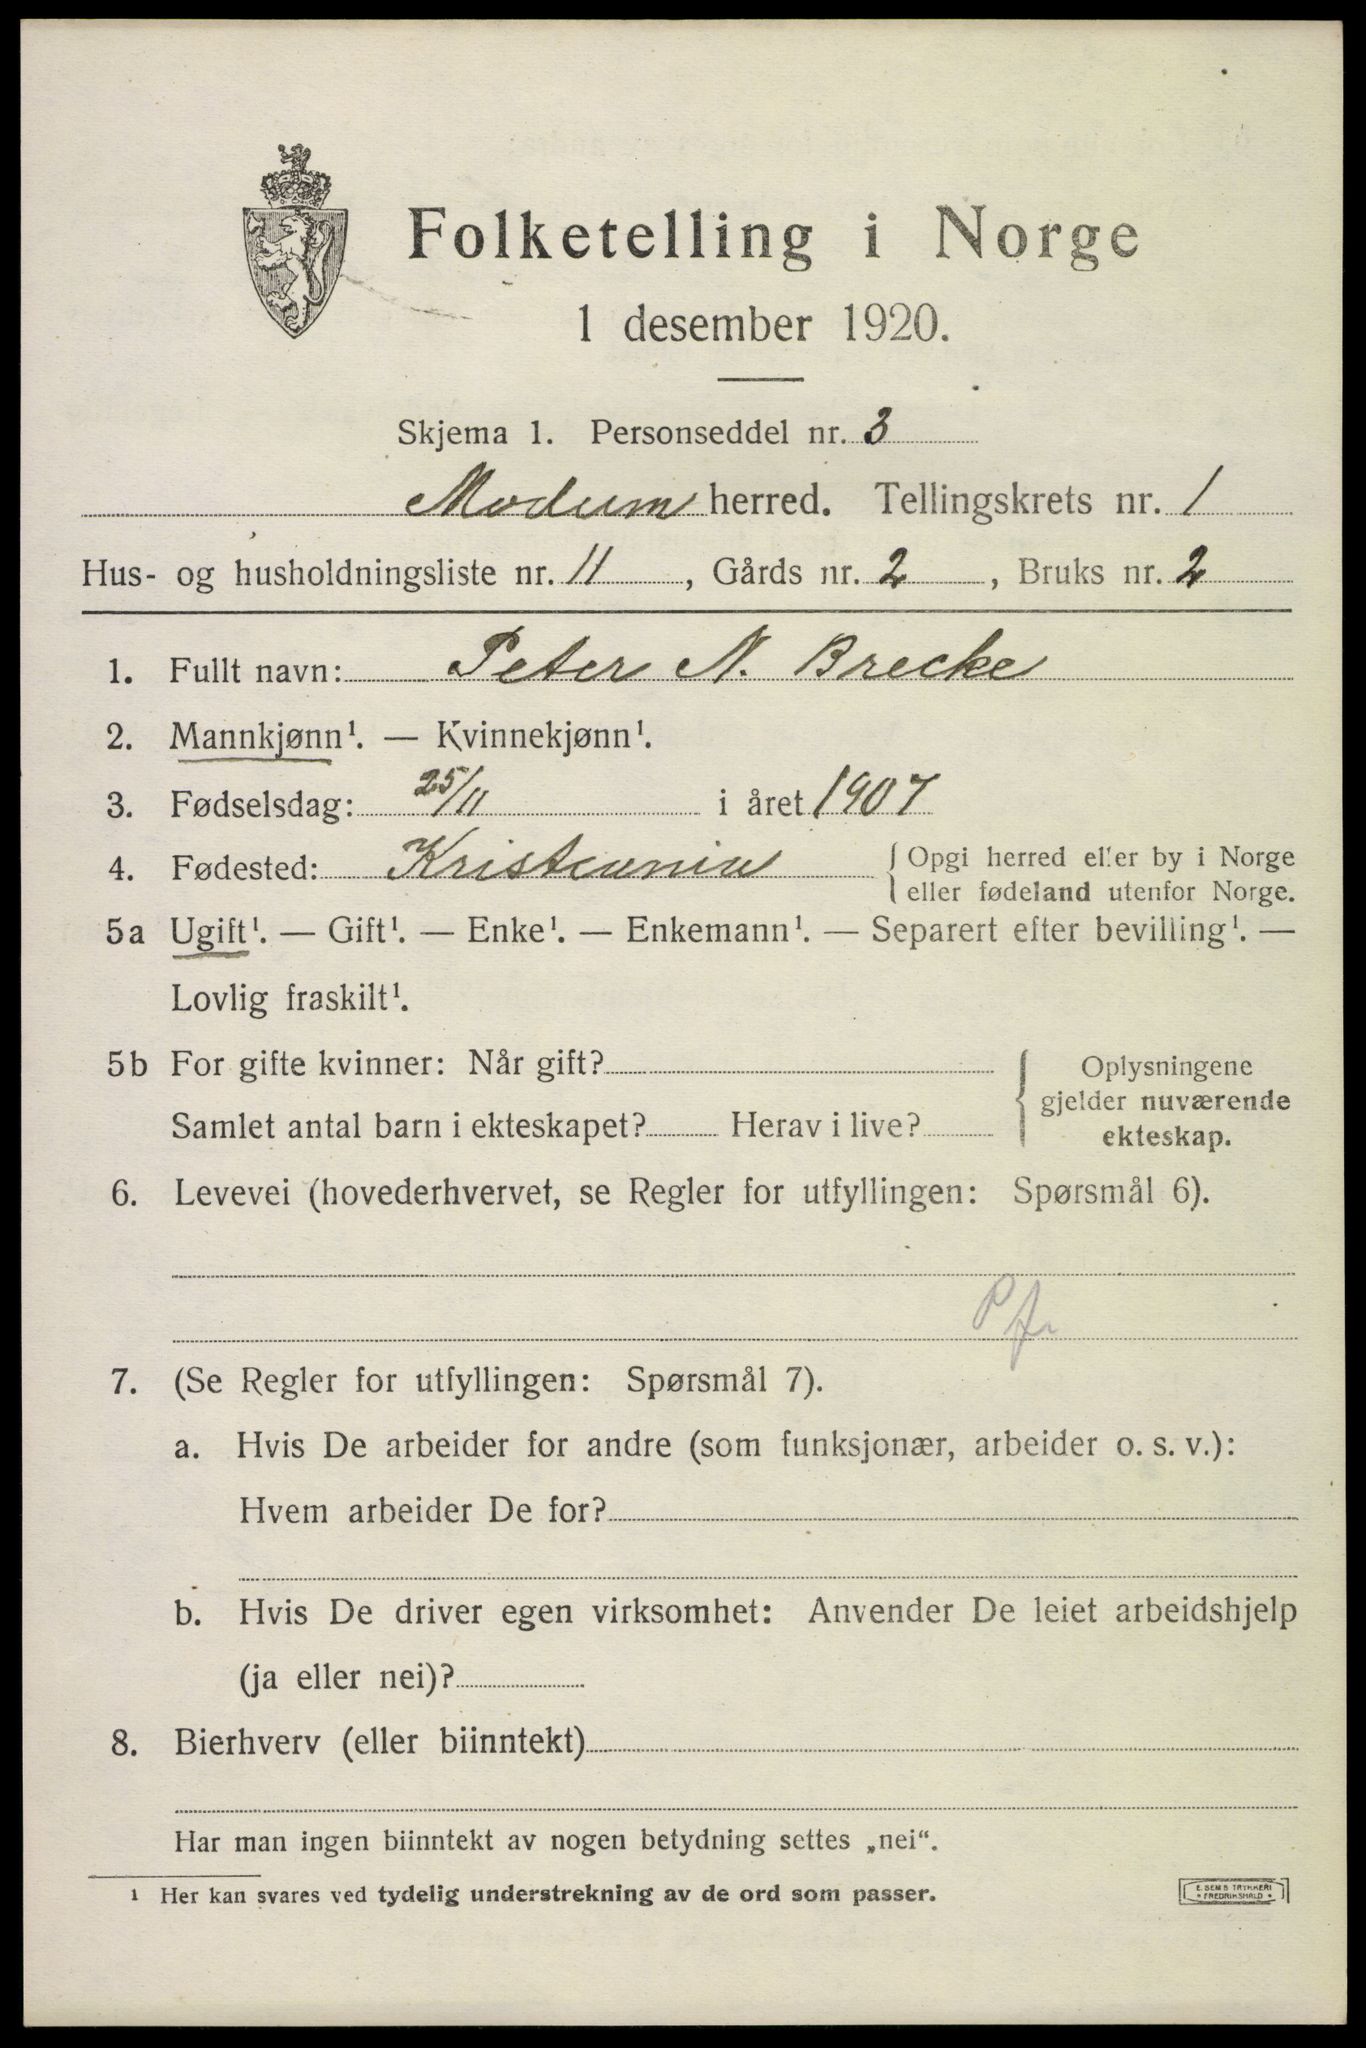 Folketelling i Norge
1 desember 1920.
Skjema 1. Personseddel nr. 3
Modum herred. Tellingskrets nr. 1
Hus- og husholdningsliste nr. 11, Gårds nr. 2, Bruks nr. 2
1. Fullt navn: Peter N. Brecke
2. Mannkjønn¹. — Kvinnekjønn¹.
3. Fødselsdag: 25/11 i året 1907
4. Fødested: Kristiania { Opgi herred eller by i Norge
eller fødeland utenfor Norge.
5a Ugift¹. — Gift¹. — Enke¹. — Enkemann¹. — Separert efter bevilling¹. —
Lovlig fraskilt¹.
5b For gifte kvinner: Når gift?
Samlet antal barn i ekteskapet? Herav i live?
{ Oplysningene
gjelder nuværende
ekteskap.
6. Levevei (hovederhvervet, se Regler for utfyllingen: Spørsmål 6).
7. (Se Regler for utfyllingen: Spørsmål 7).
a. Hvis De arbeider for andre (som funksjonær, arbeider o. s. v.):
Hvem arbeider De for?
b. Hvis De driver egen virksomhet: Anvender De leiet arbeidshjelp
(ja eller nei)?
8. Bierhverv (eller biinntekt)
Har man ingen biinntekt av nogen betydning settes „nei“.
¹ Her kan svares ved tydelig understrekning av de ord som passer.
E. SEM'S TRYKKERI
• FREDRIKSHALD •